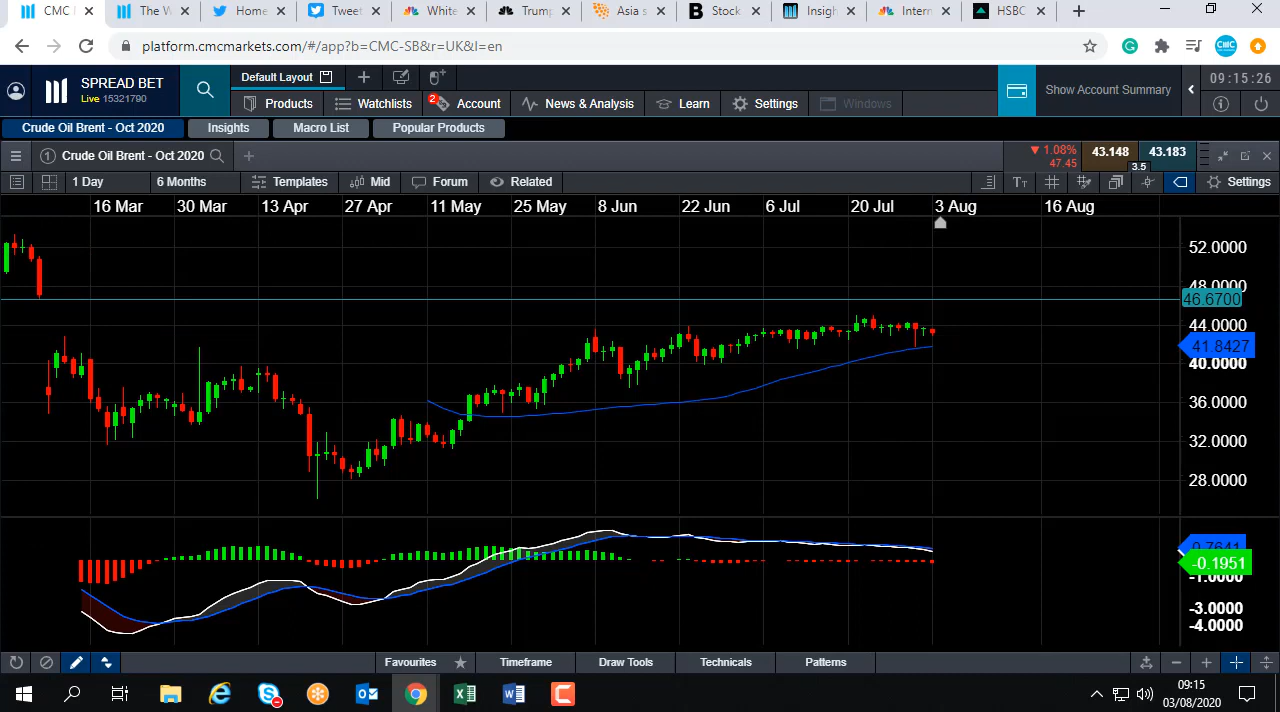 CMC
The W
Home
Tweet
White
Trump
Asia s
Stock
Insigh
Intern
HSBC
platform.cmcmarkets.com/#/app?b=CMC-SB&r=UK&l=en
SPREAD BET
Live 15321790
Default Layout
Products
Watchlists
2
Account
News & Analysis
Learn
Settings
Windows
Show Account Summary
09:15:26
Crude Oil Brent - Oct 2020
Insights
Macro List
Popular Products
1 Crude Oil Brent - Oct 2020
1.08%
47.45
43.148
3.5
43.183
1 Day
6 Months
Templates
Mid
Forum
Related
Settings
16 Mar
30 Mar
13 Apr
27 Apr
11 May
25 May
8 Jun
22 Jun
6 Jul
20 Jul
3 Aug
16 Aug
52.0000
48.0000
46.6700
44.0000
41.8427
40.0000
36.0000
32.0000
28.0000
-0.1951
-1.0000
-3.0000
-4.0000
Favourites
Timeframe
Draw Tools
Technicals
Patterns
09:15
03/08/2020